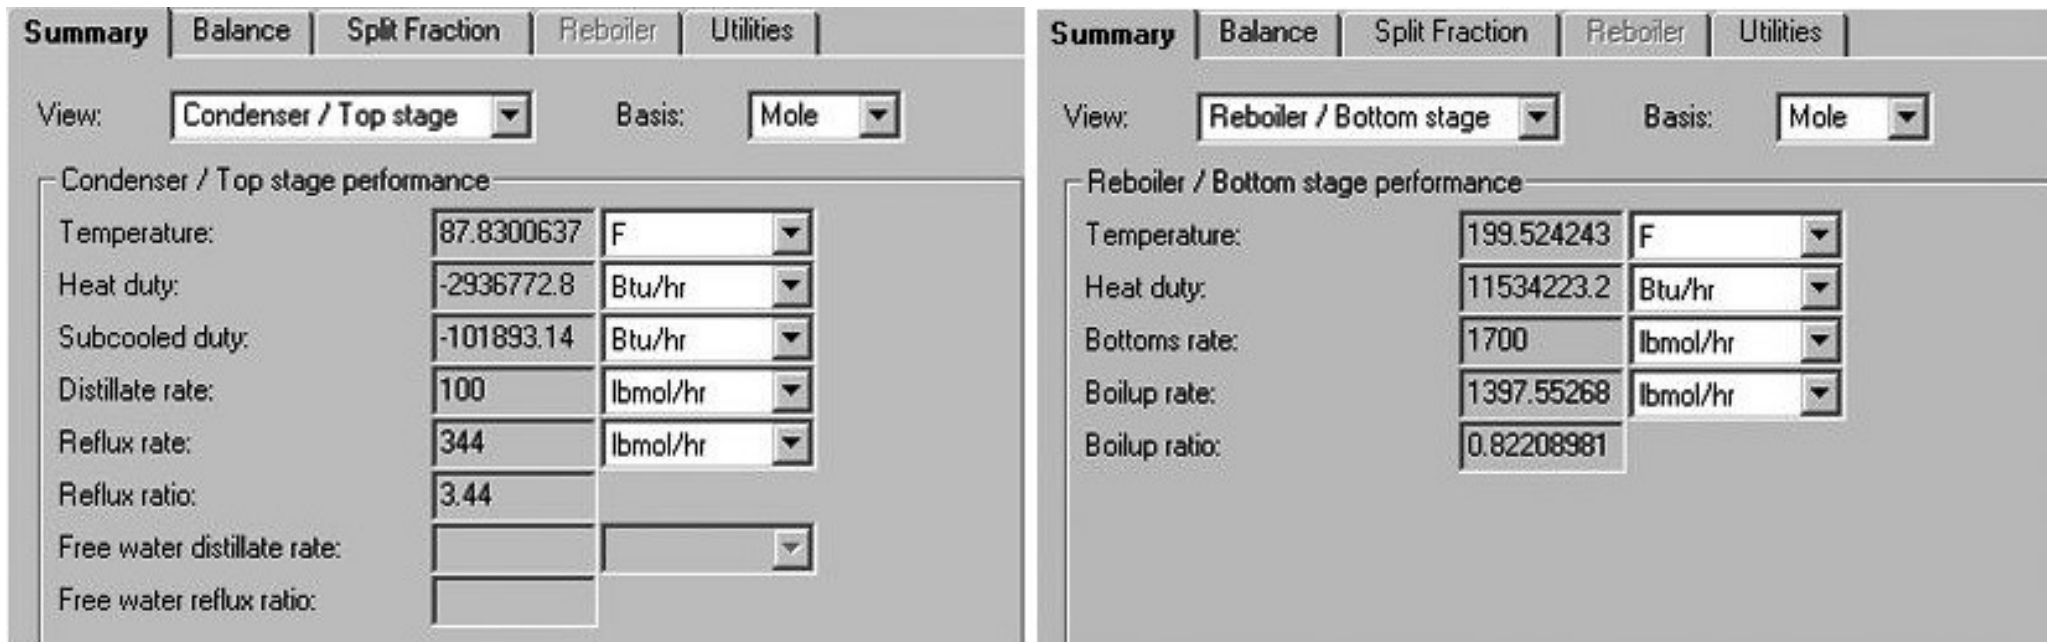 Summary Balance Split Fraction Reboiler Utilities
View: Condenser / Top stage Basis: Mole
Condenser / Top stage performance
Temperature: 87.8300637 F
Heat duty: -2936772.8 Btu/hr
Subcooled duty: -101893.14 Btu/hr
Distillate rate: 100 lbmol/hr
Reflux rate: 344 lbmol/hr
Reflux ratio: 3.44
Free water distillate rate:
Free water reflux ratio:
Summary Balance Split Fraction Reboiler Utilities
View: Reboiler / Bottom stage Basis: Mole
Reboiler / Bottom stage performance
Temperature: 199.524243 F
Heat duty: 11534223.2 Btu/hr
Bottoms rate: 1700 lbmol/hr
Boilup rate: 1397.55268 lbmol/hr
Boilup ratio: 0.82208981